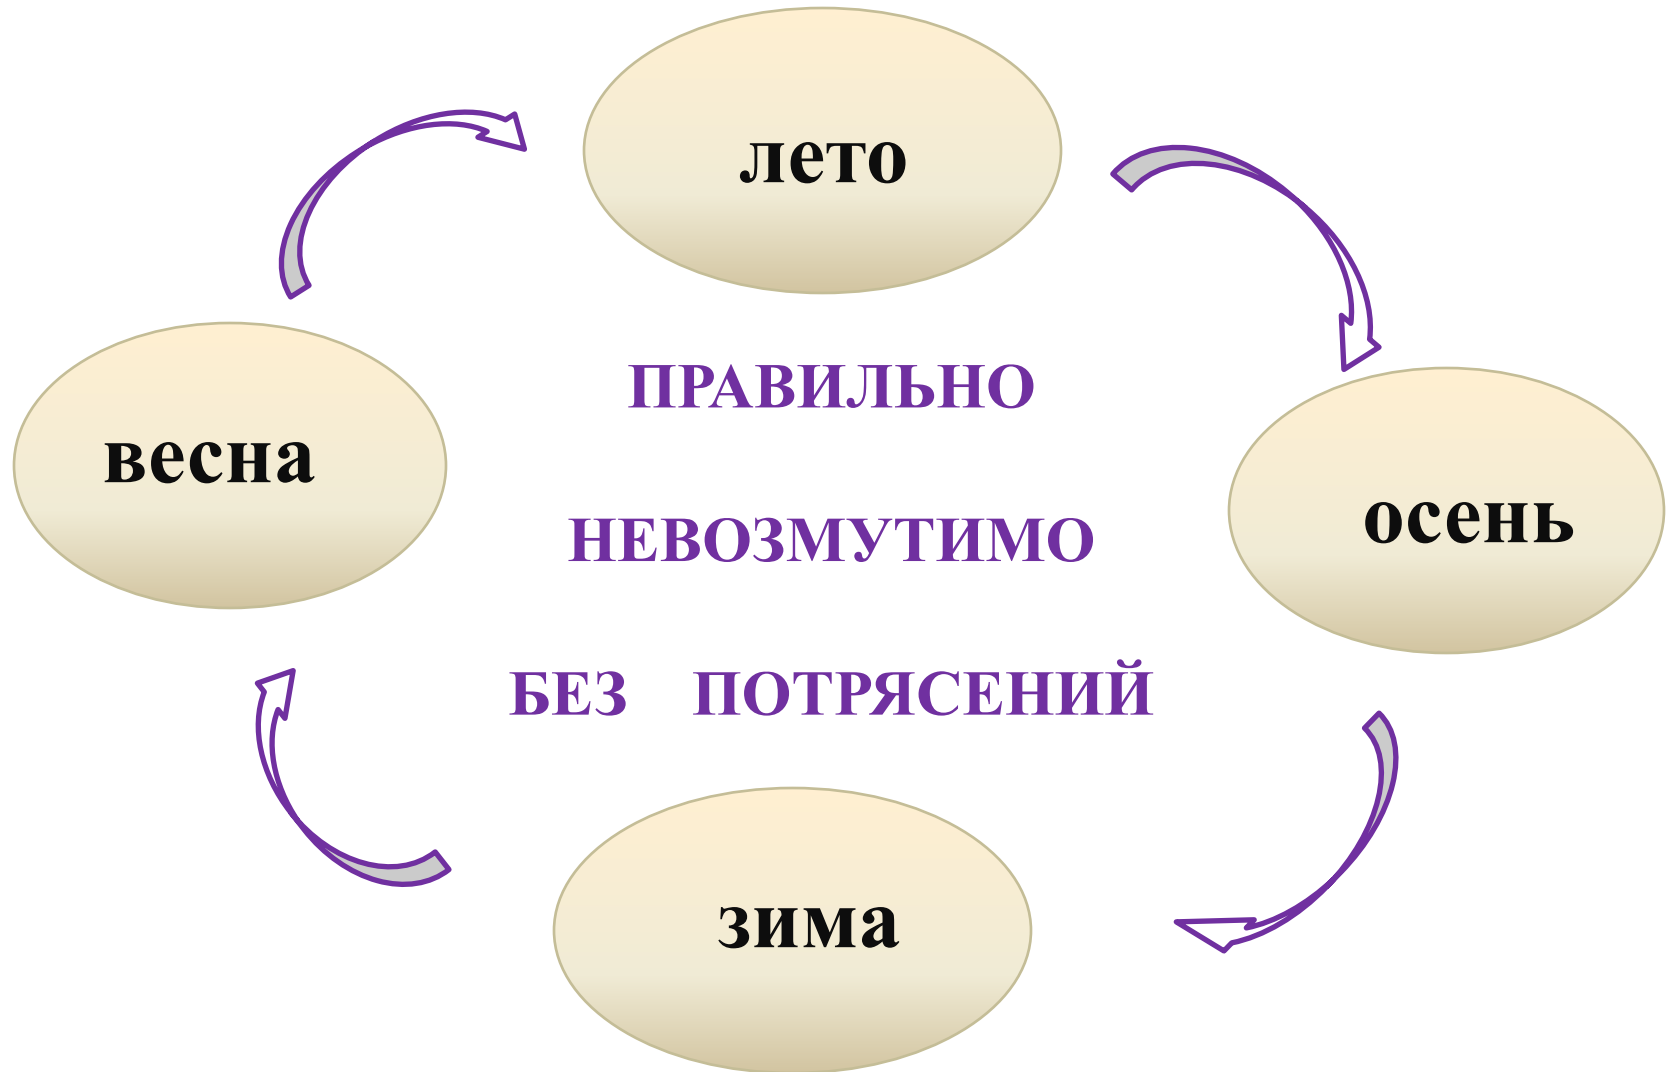 лето
ПРАВИЛЬНО
весна
осень
НЕВОЗМУТИМО
БЕЗ ПОТРЯСЕНИЙ
зима